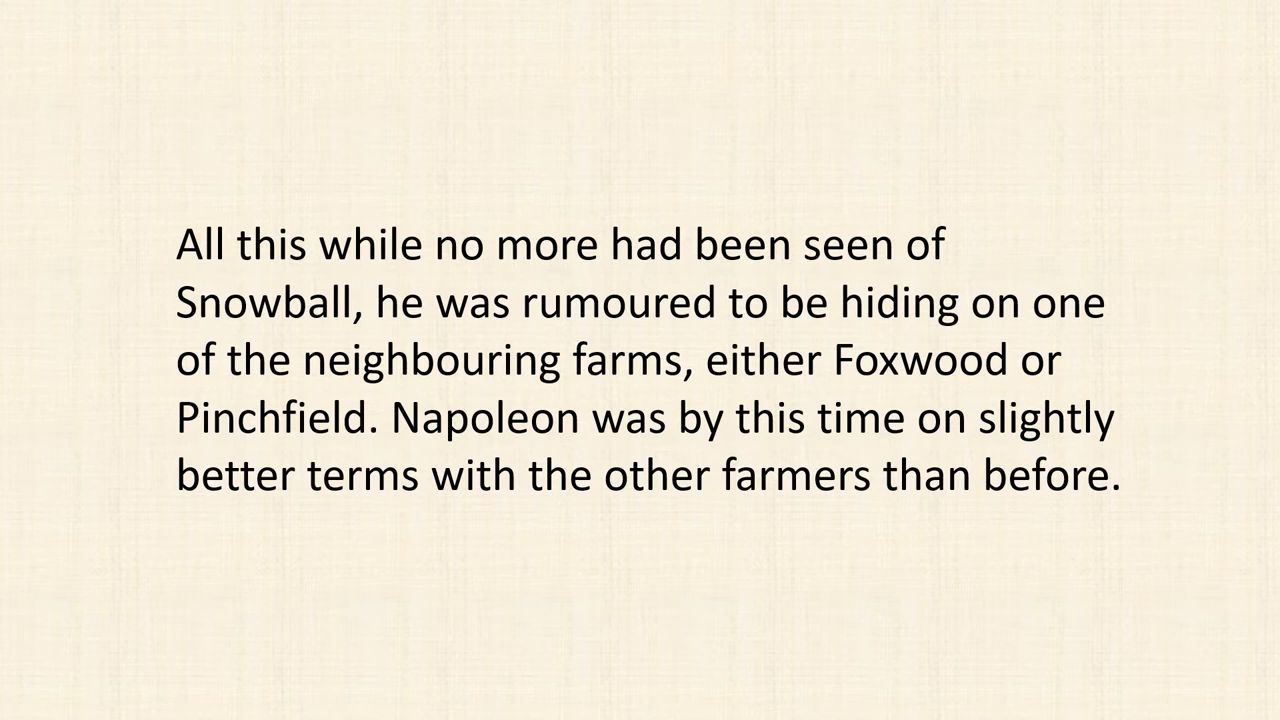 All this while no more had been seen of
Snowball, he was rumoured to be hiding on one
of the neighbouring farms, either Foxwood or
Pinchfield. Napoleon was by this time on slightly
better terms with the other farmers than before.